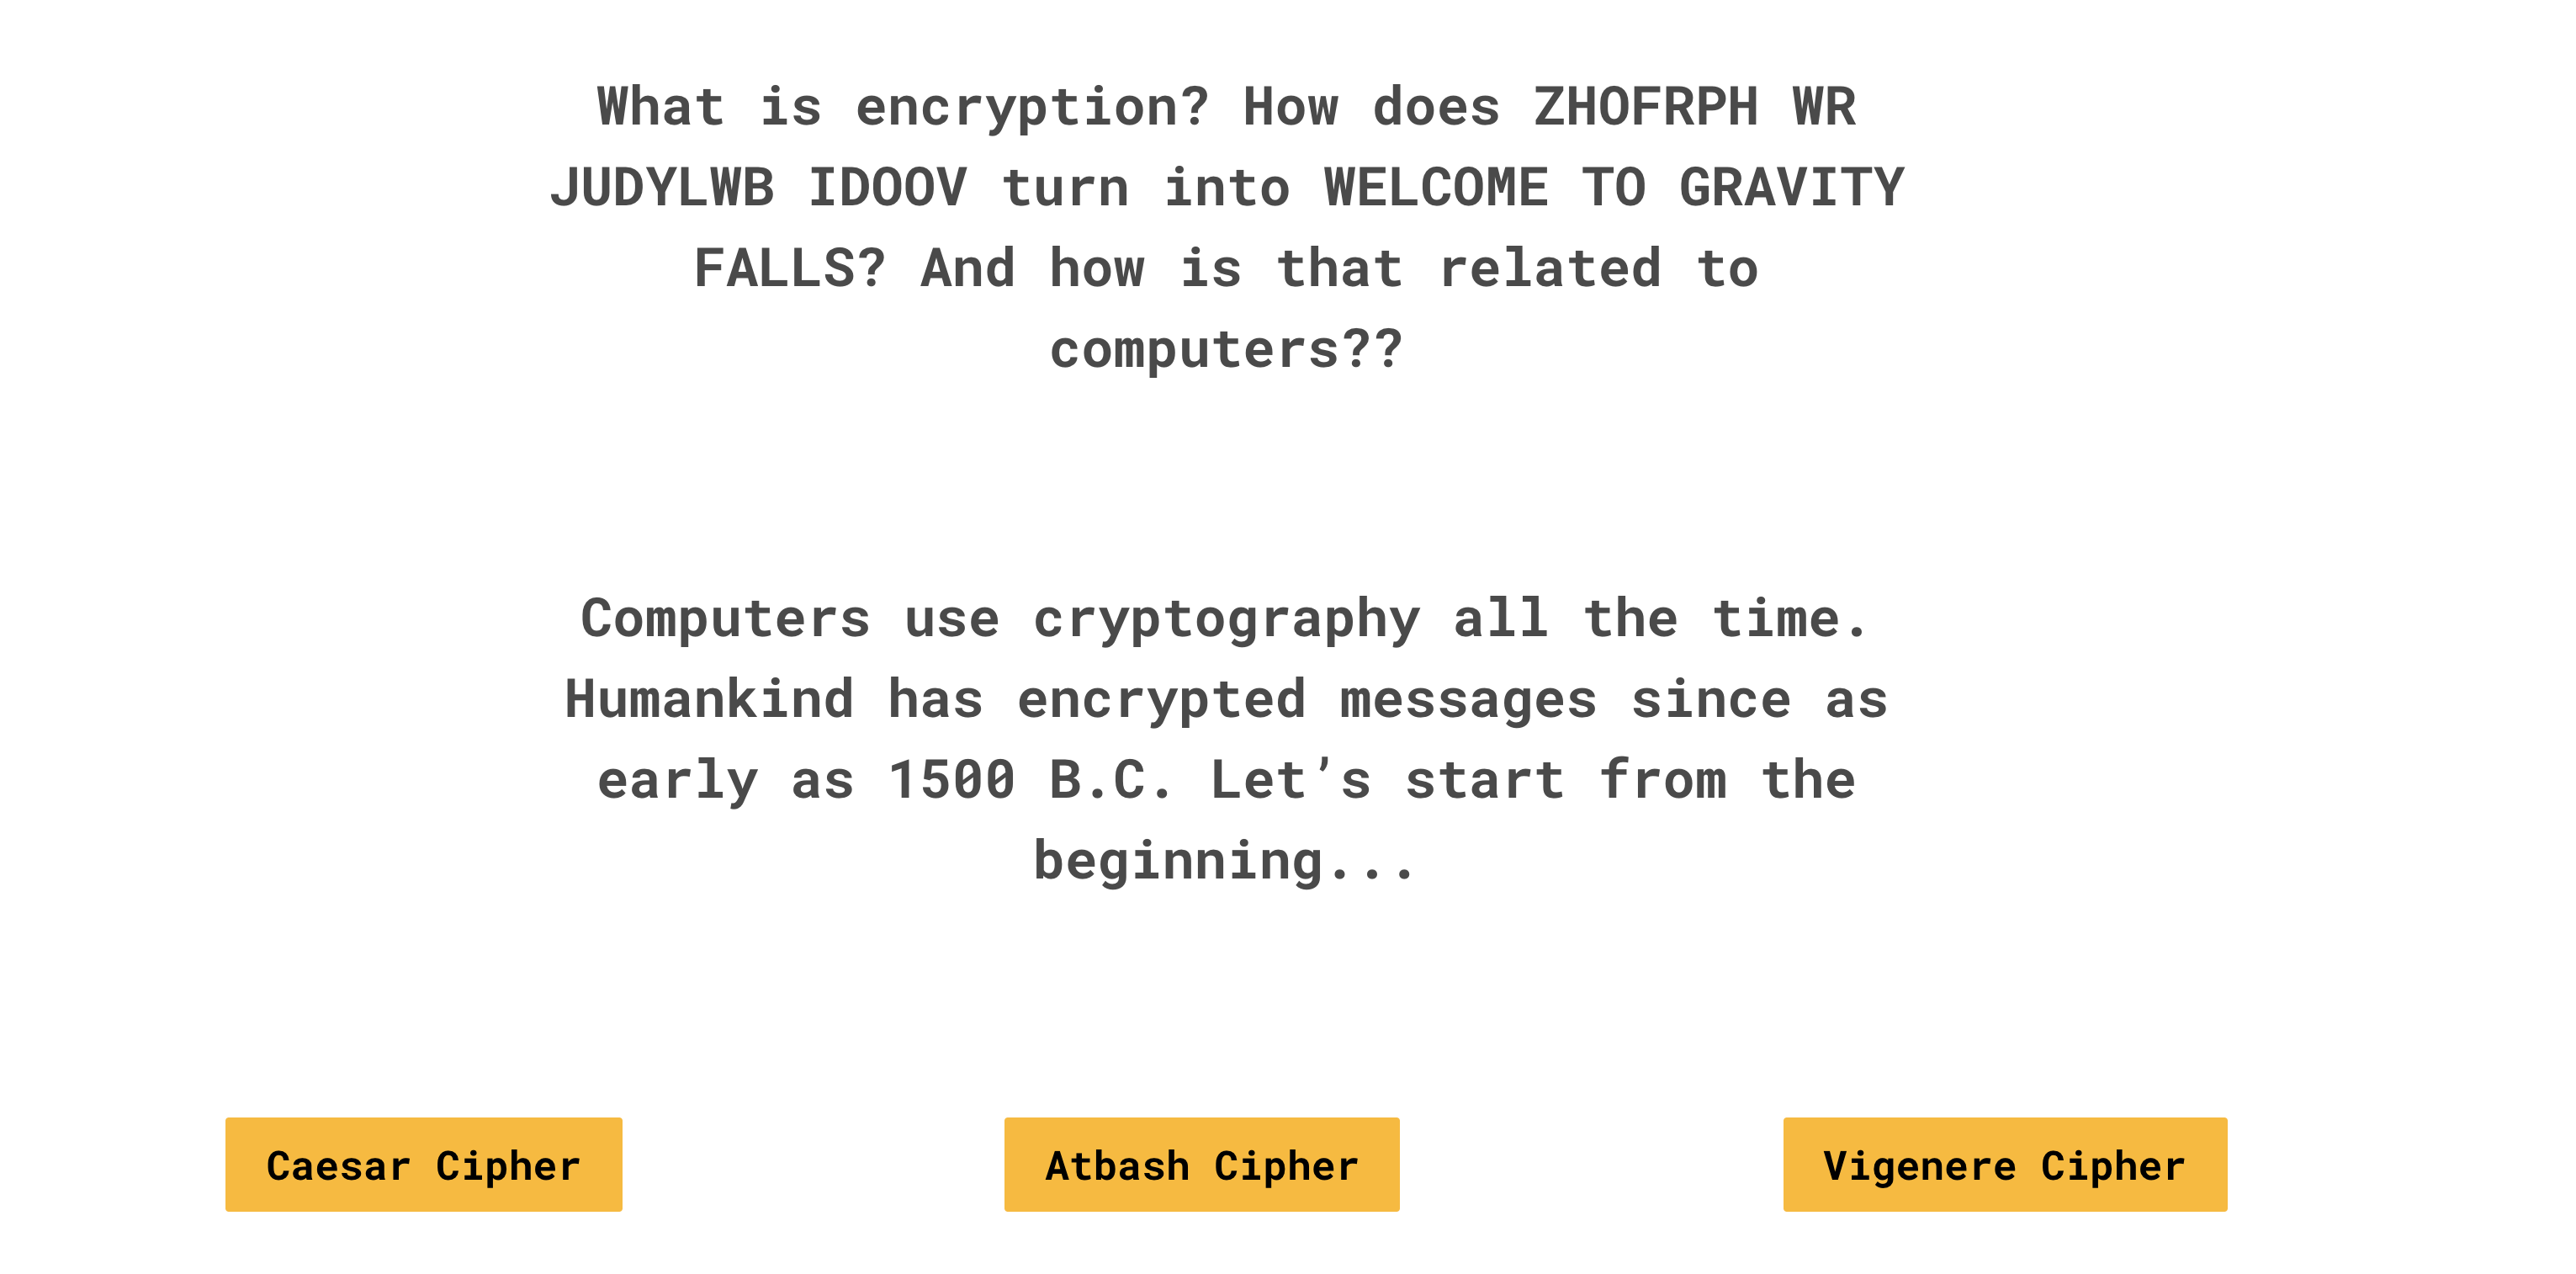 What is encryption? How does ZHOFRPH WR
JUDYLWB IDOOV turn into WELCOME TO GRAVITY
FALLS? And how is that related to
computers??
Computers use cryptography all the time.
Humankind has encrypted messages since as
early as 1500 B.C. Let’s start from the
beginning...
Caesar Cipher
Atbash Cipher
Vigenere Cipher